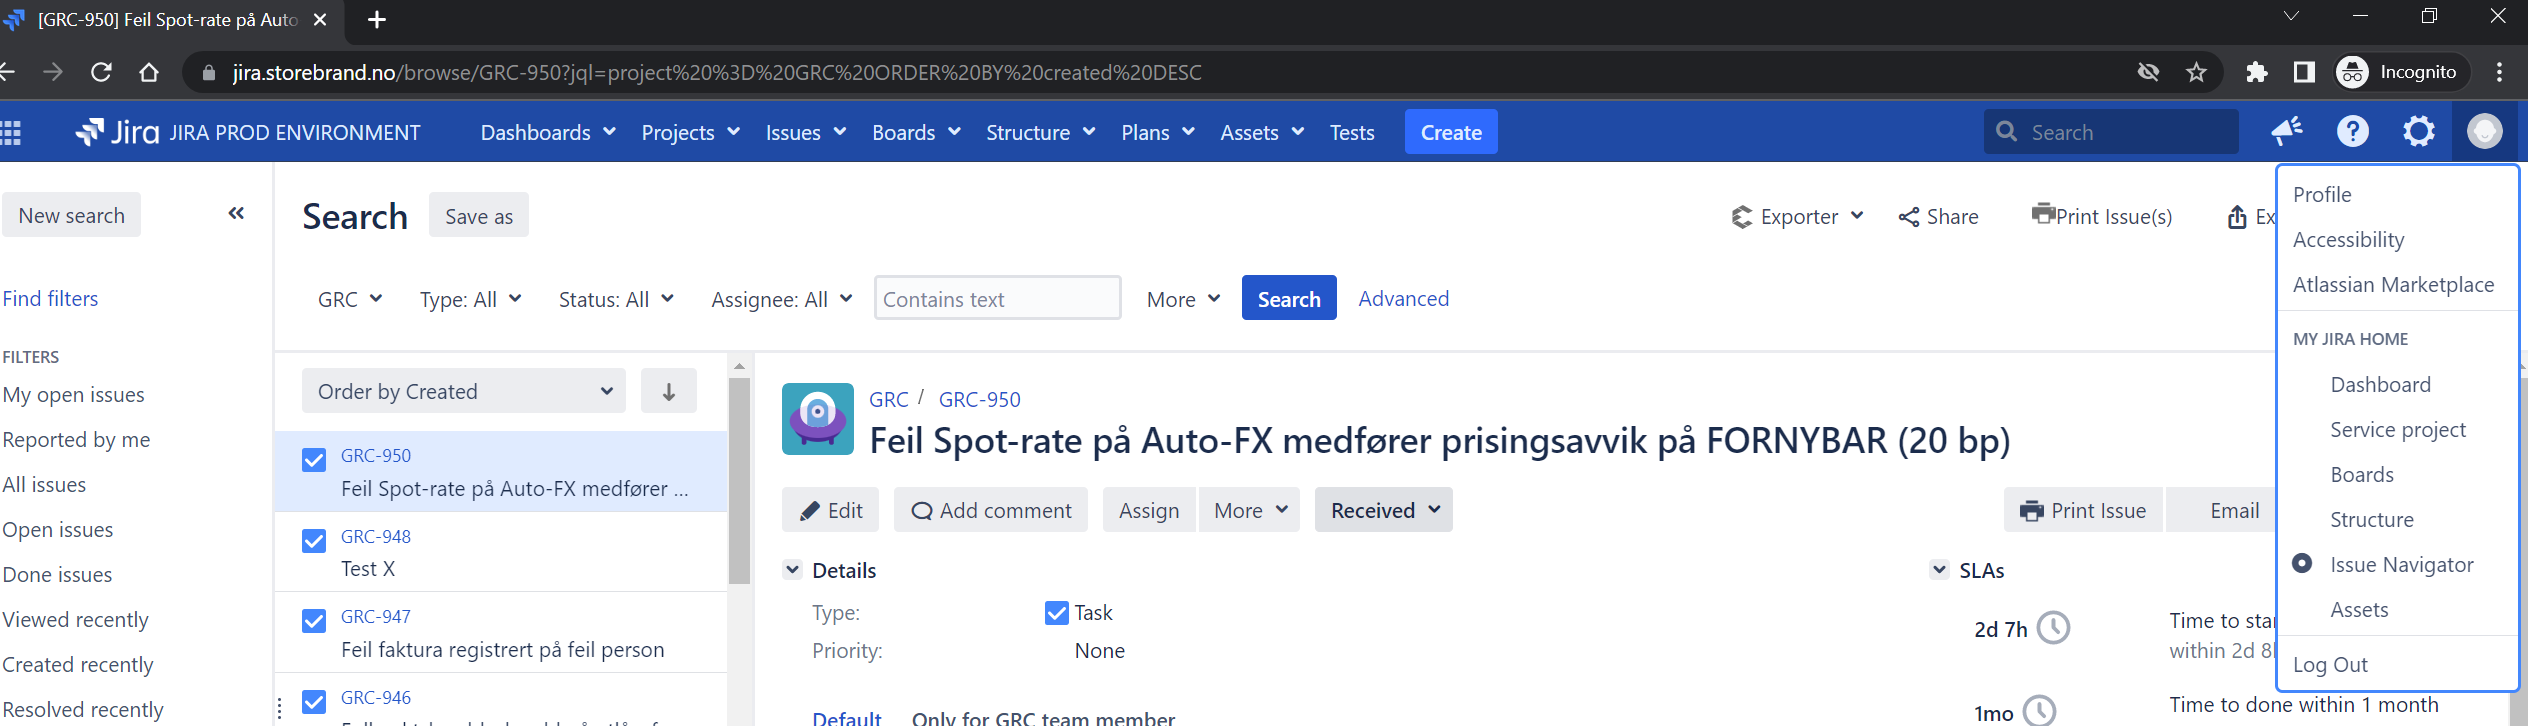 [GRC-950] Feil Spot-rate på Auto
jira.storebrand.no/browse/GRC-950?jql=project%20%3D%20GRC%20ORDER%20BY%20created%20DESC
Incognito
Jira JIRA PROD ENVIRONMENT Dashboards Projects Issues Boards Structure Plans Assets Tests Create Search
New search
Find filters
FILTERS
My open issues
Reported by me
All issues
Open issues
Done issues
Viewed recently
Created recently
Resolved recently
Search Save as
Exporter Share Print Issue(s) Ex
GRC Type: All Status: All Assignee: All Contains text More Search Advanced
Order by Created
GRC-950
Feil Spot-rate på Auto-FX medfører ...
GRC-948
Test X
GRC-947
Feil faktura registrert på feil person
GRC-946
GRC / GRC-950
Feil Spot-rate på Auto-FX medfører prisingsavvik på FORNYBAR (20 bp)
Edit Add comment Assign More Received
Print Issue Email
Details
Type: Task
Priority: None
Default Only for GRC team member
SLAs
2d 7h Time to star
within 2d 8h
1mo Time to done within 1 month
Profile
Accessibility
Atlassian Marketplace
MY JIRA HOME
Dashboard
Service project
Boards
Structure
Issue Navigator
Assets
Log Out